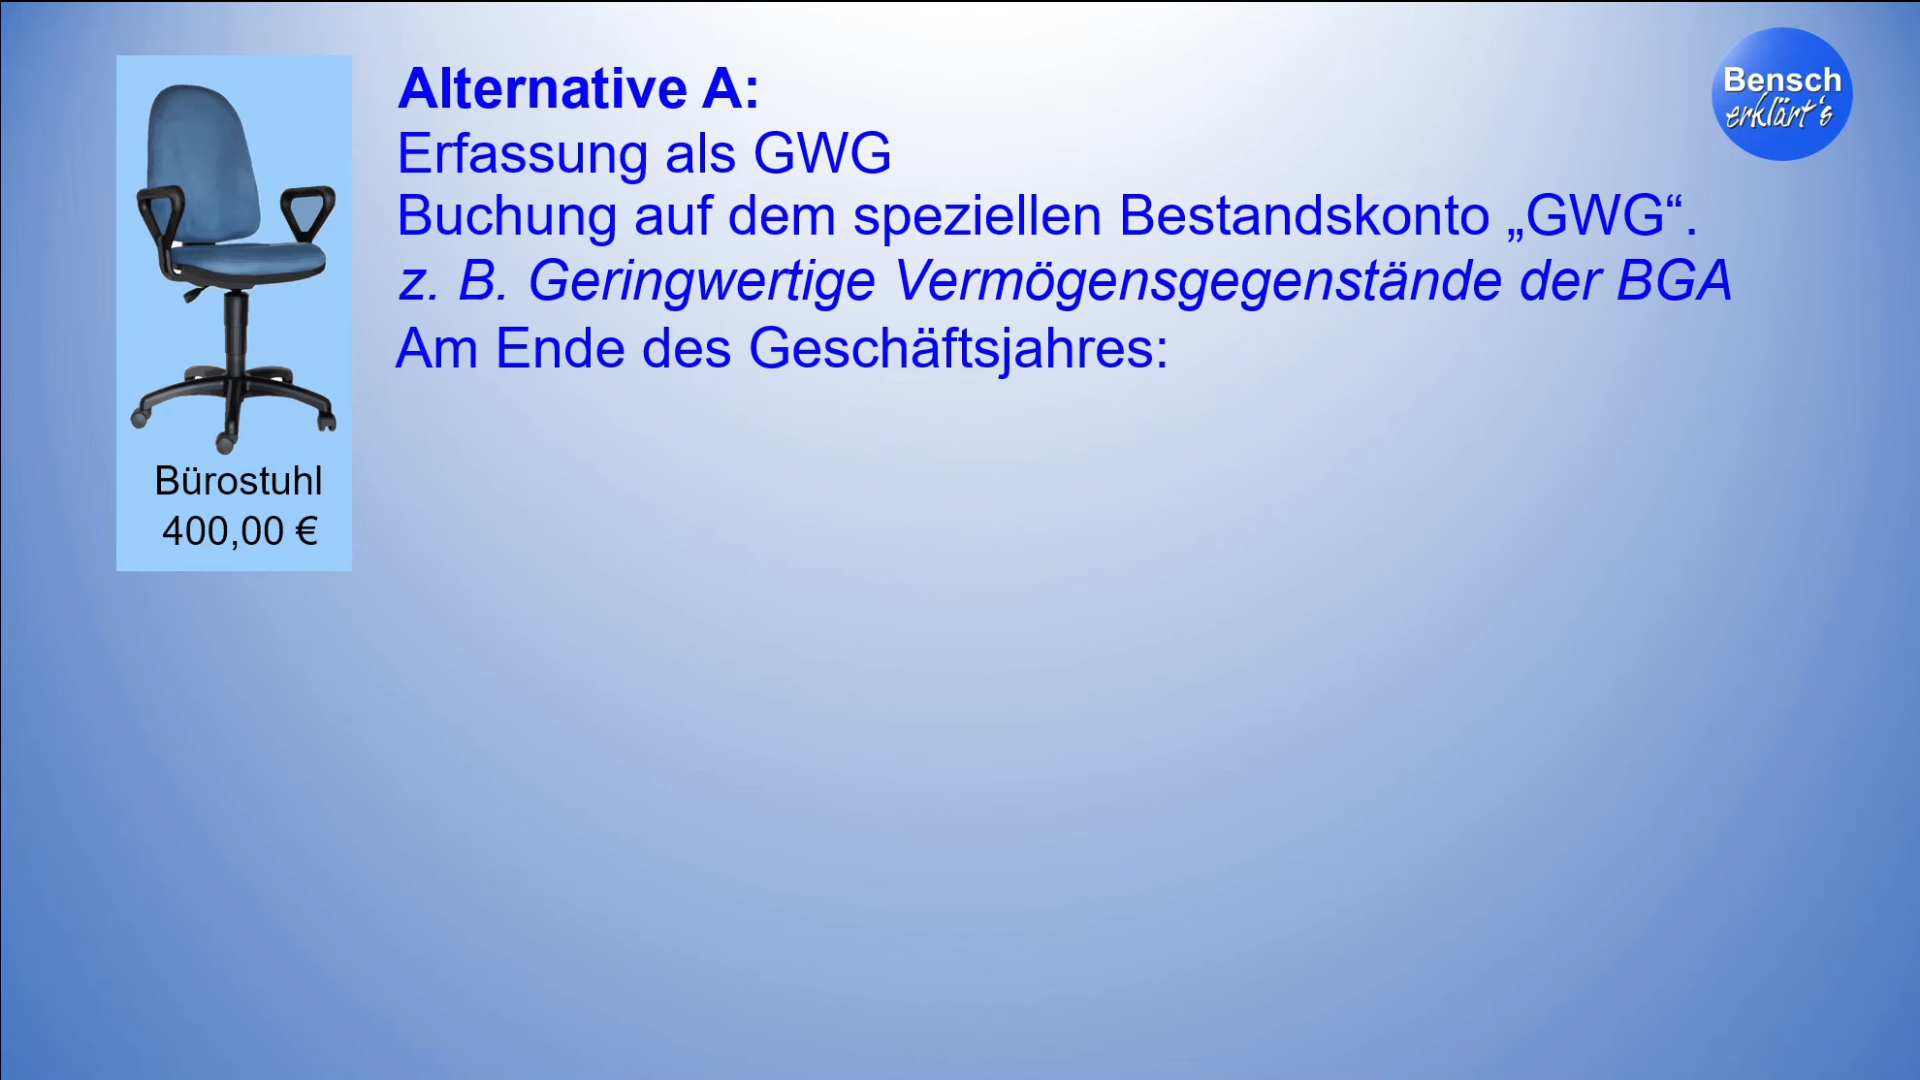 Alternative A:
Erfassung als GWG
Buchung auf dem speziellen Bestandskonto „GWG“.
z. B. Geringwertige Vermögensgegenstände der BGA
Am Ende des Geschäftsjahres:
Bürostuhl
400,00 €
Bensch
erklärt's